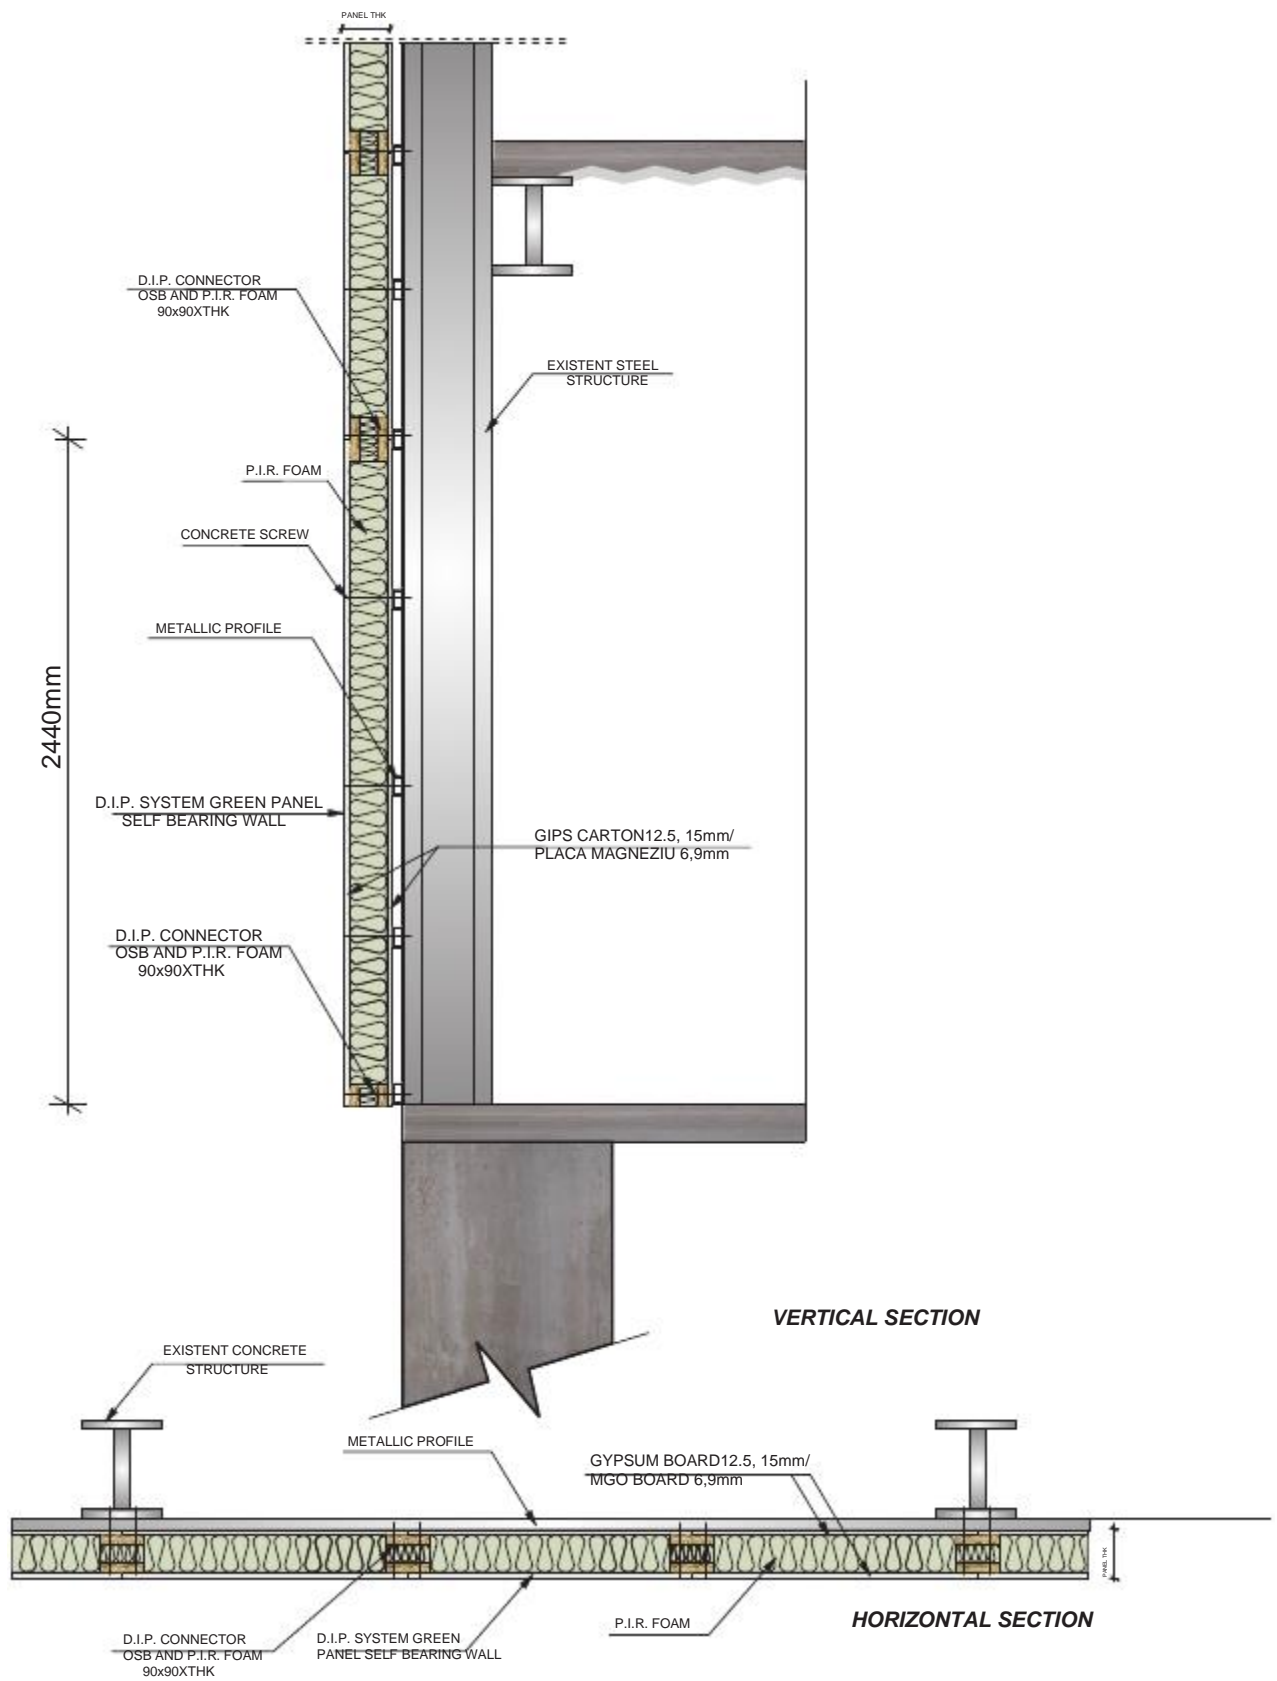 PANEL THK
D.I.P. CONNECTOR
OSB AND P.I.R. FOAM
90x90XTHK
EXISTENT STEEL
STRUCTURE
P.I.R. FOAM
CONCRETE SCREW
METALLIC PROFILE
2440mm
D.I.P. SYSTEM GREEN PANEL
SELF BEARING WALL
GIPS CARTON12.5, 15mm/
PLACA MAGNEZIU 6,9mm
D.I.P. CONNECTOR
OSB AND P.I.R. FOAM
90x90XTHK
VERTICAL SECTION
EXISTENT CONCRETE
STRUCTURE
METALLIC PROFILE
GYPSUM BOARD12.5, 15mm/
MGO BOARD 6,9mm
PANEL THK
HORIZONTAL SECTION
P.I.R. FOAM
D.I.P. CONNECTOR
OSB AND P.I.R. FOAM
90x90XTHK
D.I.P. SYSTEM GREEN
PANEL SELF BEARING WALL